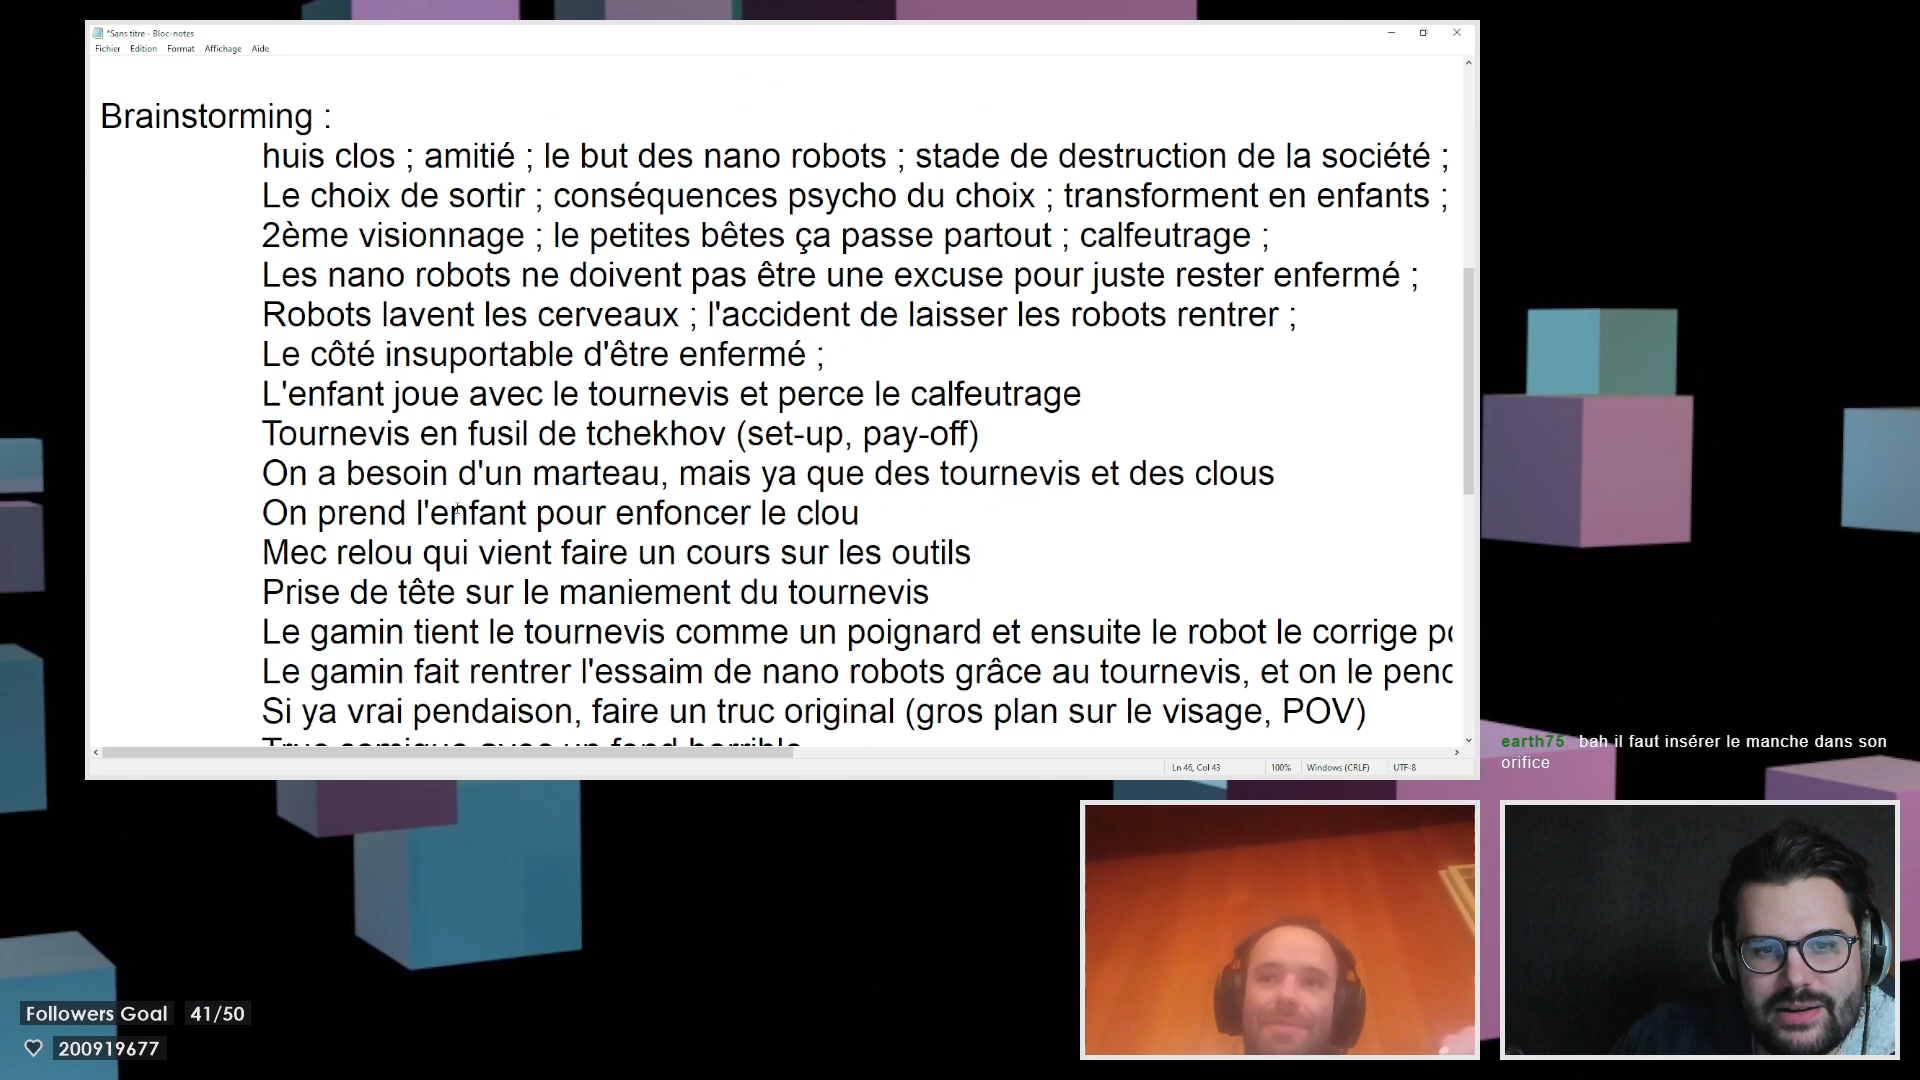 *Sans titre - Bloc-notes
Fichier Edition Format Affichage Aide
Brainstorming :
huis clos ; amitié ; le but des nano robots ; stade de destruction de la société ;
Le choix de sortir ; conséquences psycho du choix ; transforment en enfants ;
2ème visionnage ; le petites bêtes ça passe partout ; calfeutrage ;
Les nano robots ne doivent pas être une excuse pour juste rester enfermé ;
Robots lavent les cerveaux ; l'accident de laisser les robots rentrer ;
Le côté insuportable d'être enfermé ;
L'enfant joue avec le tournevis et perce le calfeutrage
Tournevis en fusil de tchekhov (set-up, pay-off)
On a besoin d'un marteau, mais ya que des tournevis et des clous
On prend l'enfant pour enfoncer le clou
Mec relou qui vient faire un cours sur les outils
Prise de tête sur le maniement du tournevis
Le gamin tient le tournevis comme un poignard et ensuite le robot le corrige
Le gamin fait rentrer l'essaim de nano robots grâce au tournevis, et on le
Si ya vrai pendaison, faire un truc original (gros plan sur le visage, POV)
Truc comique avec un fond horrible
Ln 46, Col 43 100% Windows (CRLF) UTF-8
earth75 bah il faut insérer le manche dans son
orifice
Followers Goal 41/50
200919677